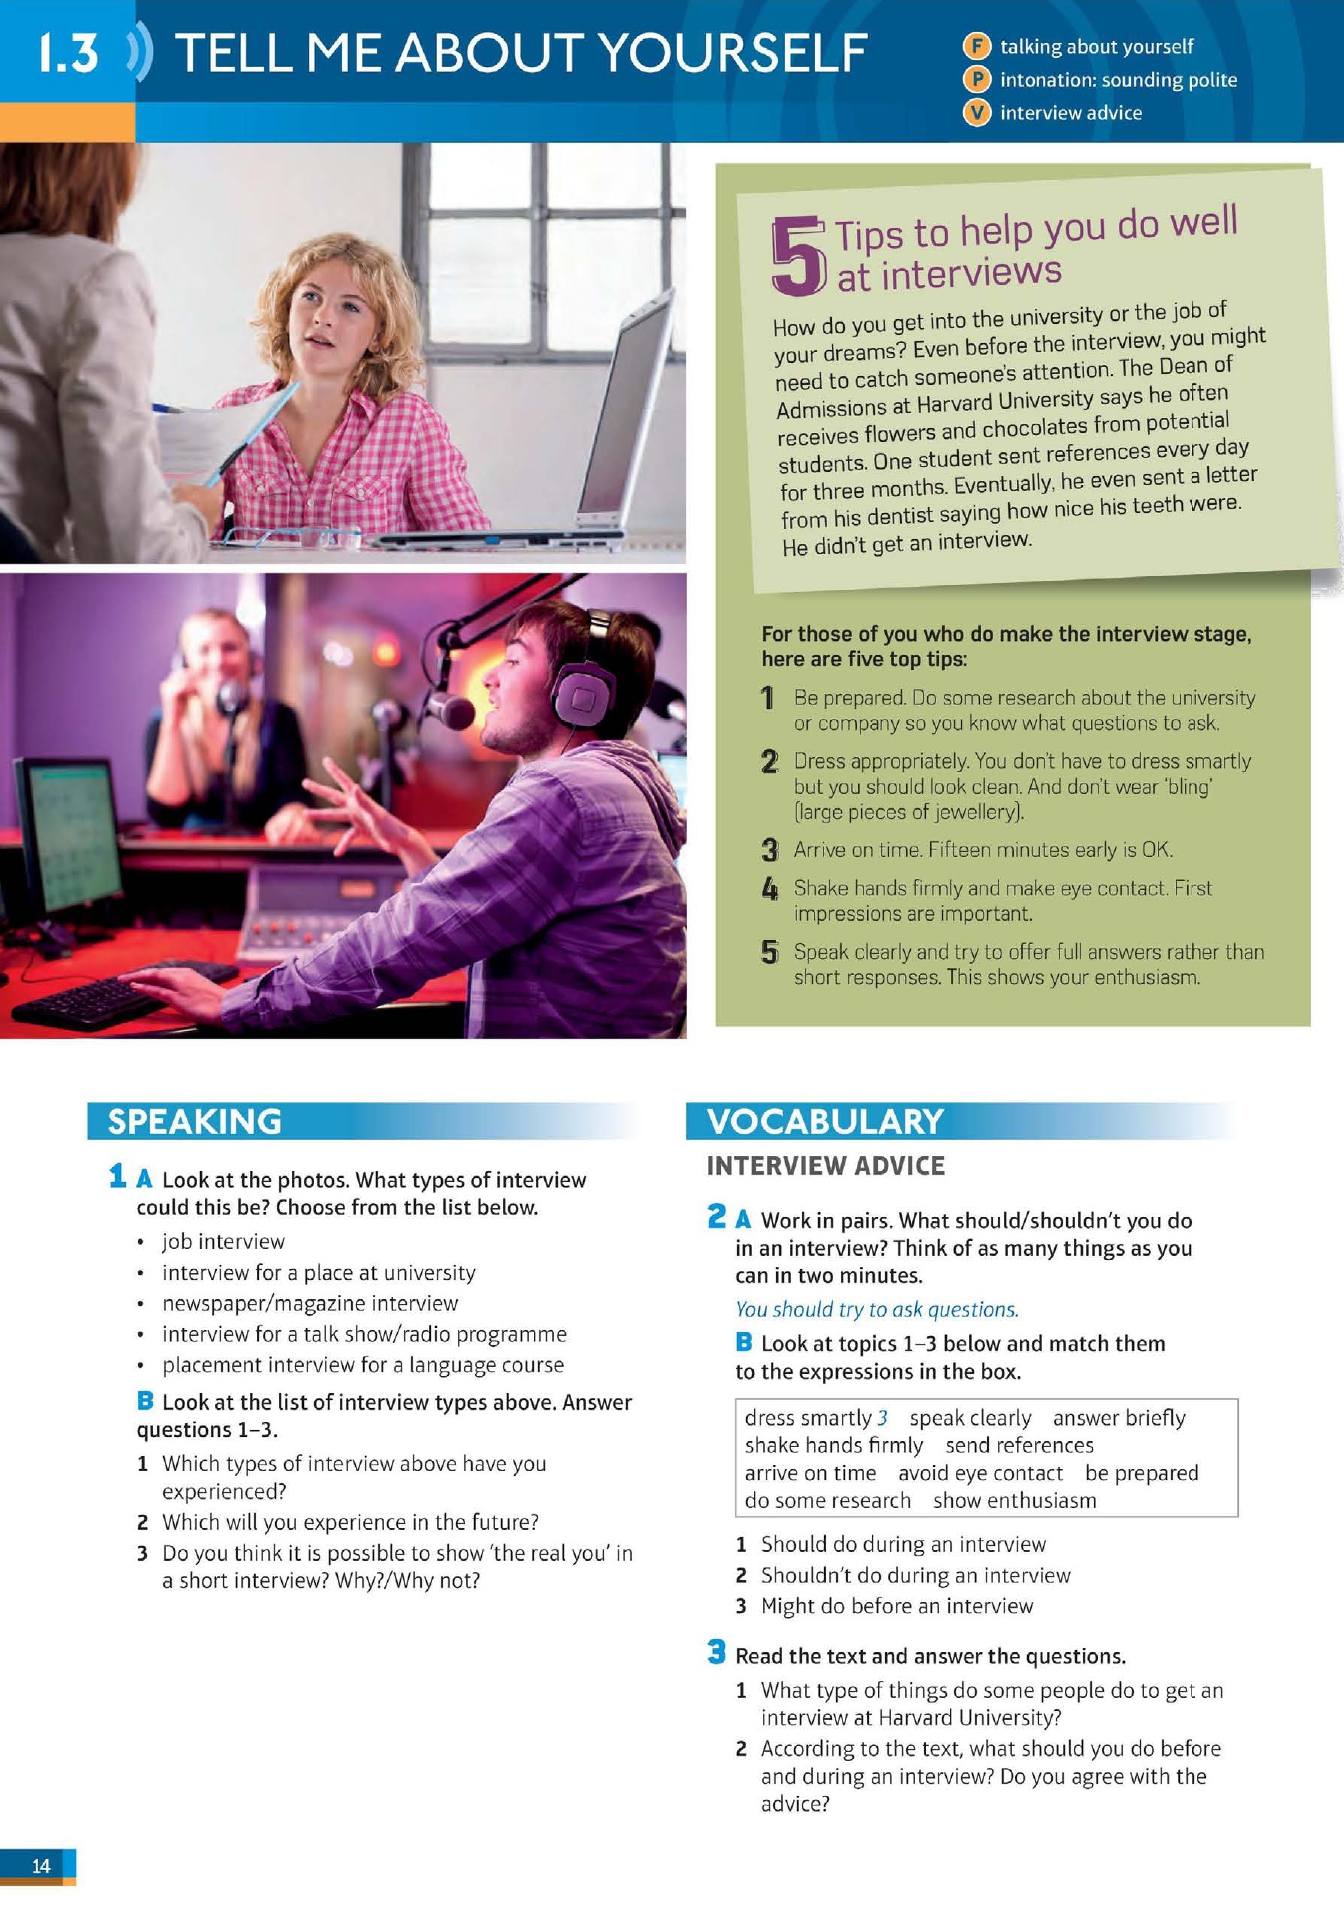 1.3 TELL ME ABOUT YOURSELF
F talking about yourself
P intonation: sounding polite
V interview advice
5 Tips to help you do well
at interviews
How do you get into the university or the job of
your dreams? Even before the interview, you might
need to catch someone's attention. The Dean of
Admissions at Harvard University says he often
receives flowers and chocolates from potential
students. One student sent references every day
for three months. Eventually, he even sent a letter
from his dentist saying how nice his teeth were.
He didn't get an interview.
For those of you who do make the interview stage,
here are five top tips:
1 Be prepared. Do some research about the university
or company so you know what questions to ask.
2 Dress appropriately. You don't have to dress smartly
but you should look clean. And don't wear 'bling'
(large pieces of jewellery).
3 Arrive on time. Fifteen minutes early is OK.
4 Shake hands firmly and make eye contact. First
impressions are important.
5 Speak clearly and try to offer full answers rather than
short responses. This shows your enthusiasm.
SPEAKING
1 A Look at the photos. What types of interview
could this be? Choose from the list below.
• job interview
• interview for a place at university
• newspaper/magazine interview
• interview for a talk show/radio programme
• placement interview for a language course
B Look at the list of interview types above. Answer
questions 1–3.
1 Which types of interview above have you
experienced?
2 Which will you experience in the future?
3 Do you think it is possible to show 'the real you' in
a short interview? Why?/Why not?
VOCABULARY
INTERVIEW ADVICE
2 A Work in pairs. What should/shouldn't you do
in an interview? Think of as many things as you
can in two minutes.
You should try to ask questions.
B Look at topics 1–3 below and match them
to the expressions in the box.
dress smartly 3 speak clearly answer briefly
shake hands firmly send references
arrive on time avoid eye contact be prepared
do some research show enthusiasm
1 Should do during an interview
2 Shouldn't do during an interview
3 Might do before an interview
3 Read the text and answer the questions.
1 What type of things do some people do to get an
interview at Harvard University?
2 According to the text, what should you do before
and during an interview? Do you agree with the
advice?
14